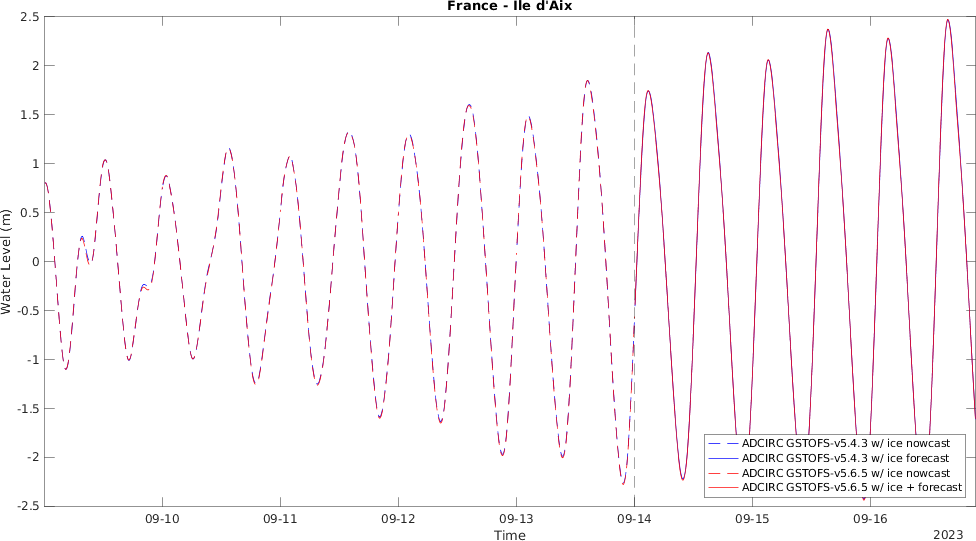 France - Ile d'Aix
2.5
2
1.5
1
0.5
0
-0.5
-1
-1.5
-2
-2.5
Water Level (m)
09-10
09-11
09-12
09-13
09-14
09-15
09-16
Time
2023
ADCIRC GSTOFS-v5.4.3 w/ ice nowcast
ADCIRC GSTOFS-v5.4.3 w/ ice forecast
ADCIRC GSTOFS-v5.6.5 w/ ice nowcast
ADCIRC GSTOFS-v5.6.5 w/ ice + forecast